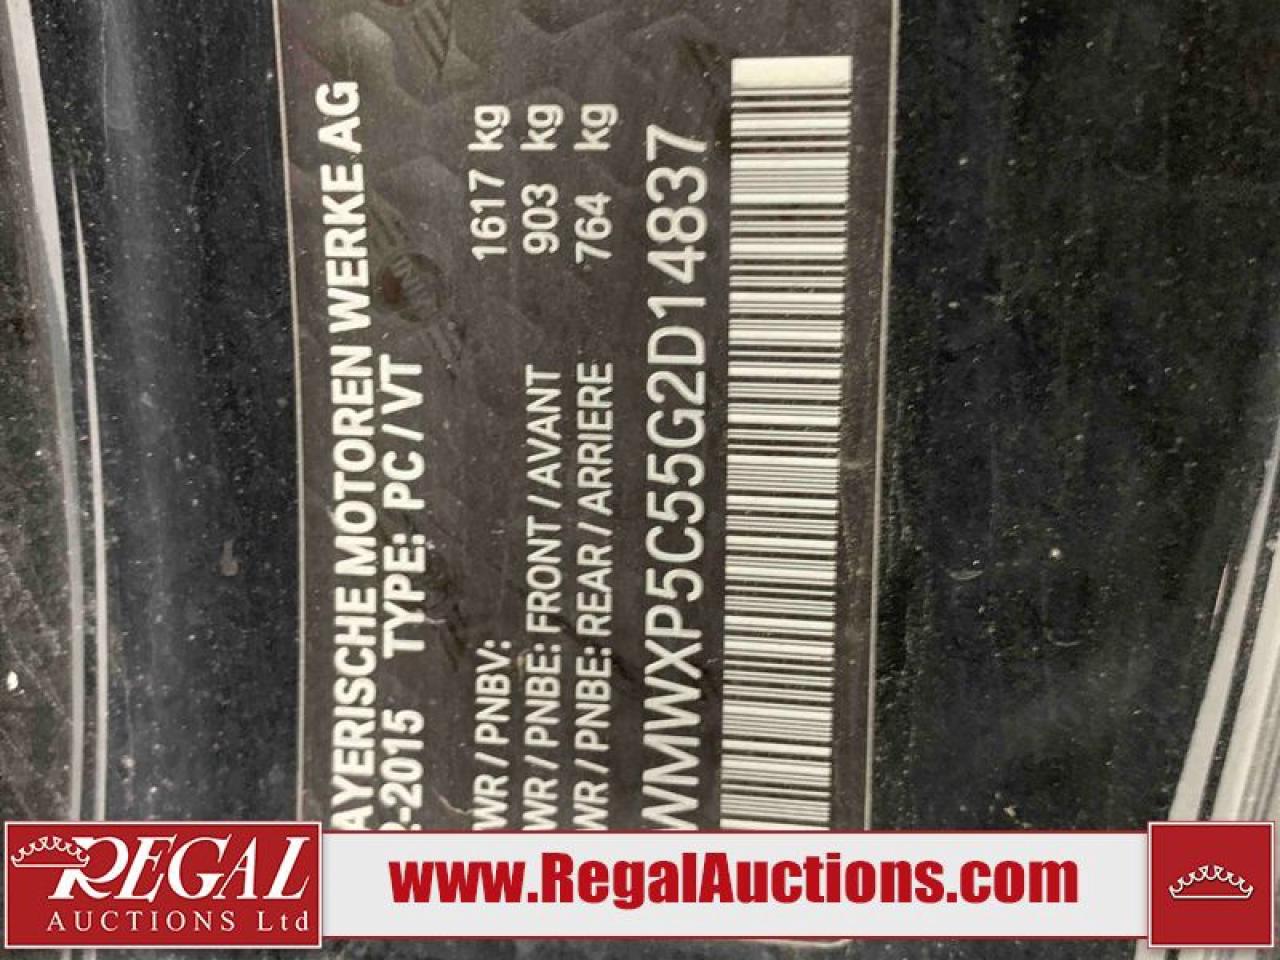 AYERISCHE MOTOREN WERKE AG
2-2015 TYPE: PC/VT
WR / PNBV: 1617 kg
WR / PNBE: FRONT / AVANT 903 kg
WR / PNBE: REAR / ARRIERE 764 kg
WMWXP5C55G2D14837
REGAL
AUCTIONS Ltd
www.RegalAuctions.com